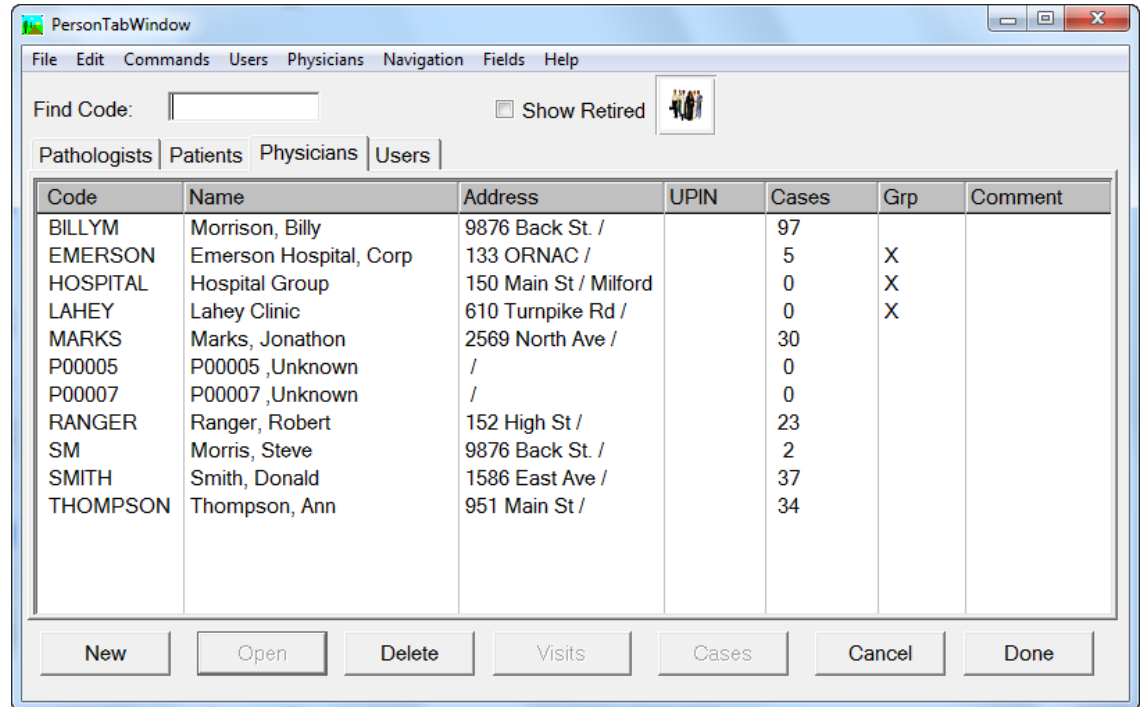 PersonTabWindow
File Edit Commands Users Physicians Navigation Fields Help
Find Code: Show Retired
Pathologists Patients Physicians Users
Code Name Address UPIN Cases Grp Comment
BILLYM Morrison, Billy 9876 Back St. / 97
EMERSON Emerson Hospital, Corp 133 ORNAC / 5 X
HOSPITAL Hospital Group 150 Main St / Milford 0 X
LAHEY Lahey Clinic 610 Turnpike Rd / 0 X
MARKS Marks, Jonathon 2569 North Ave / 30
P00005 P00005 ,Unknown / 0
P00007 P00007 ,Unknown / 0
RANGER Ranger, Robert 152 High St / 23
SM Morris, Steve 9876 Back St. / 2
SMITH Smith, Donald 1586 East Ave / 37
THOMPSON Thompson, Ann 951 Main St / 34
New Open Delete Visits Cases Cancel Done